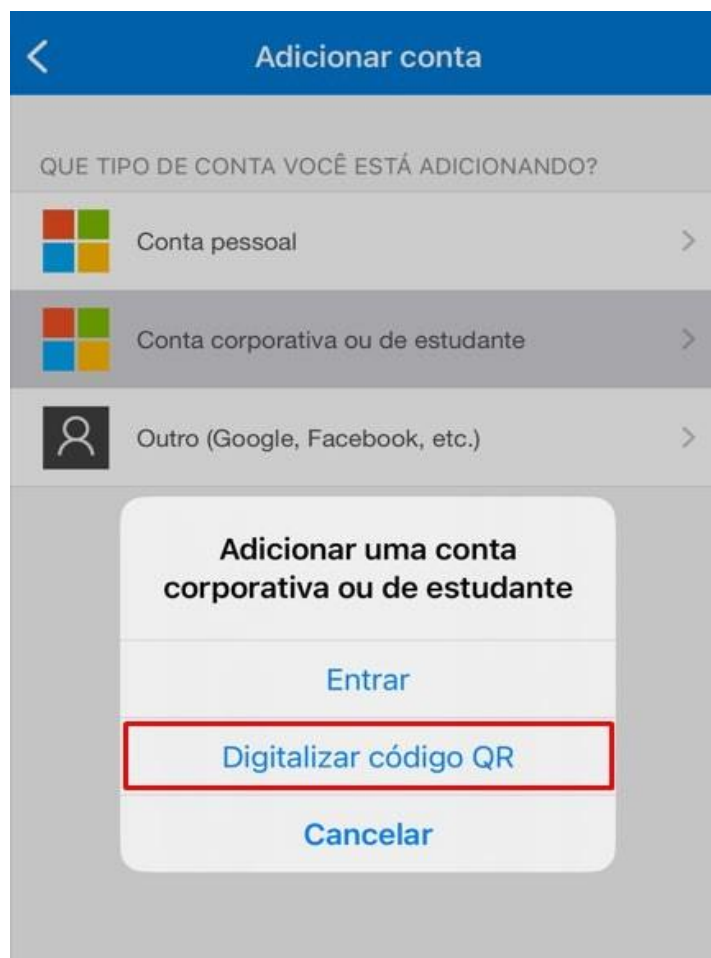 Adicionar conta
QUE TIPO DE CONTA VOCÊ ESTÁ ADICIONANDO?
Conta pessoal
Conta corporativa ou de estudante
Outro (Google, Facebook, etc.)
Adicionar uma conta
corporativa ou de estudante
Entrar
Digitalizar código QR
Cancelar